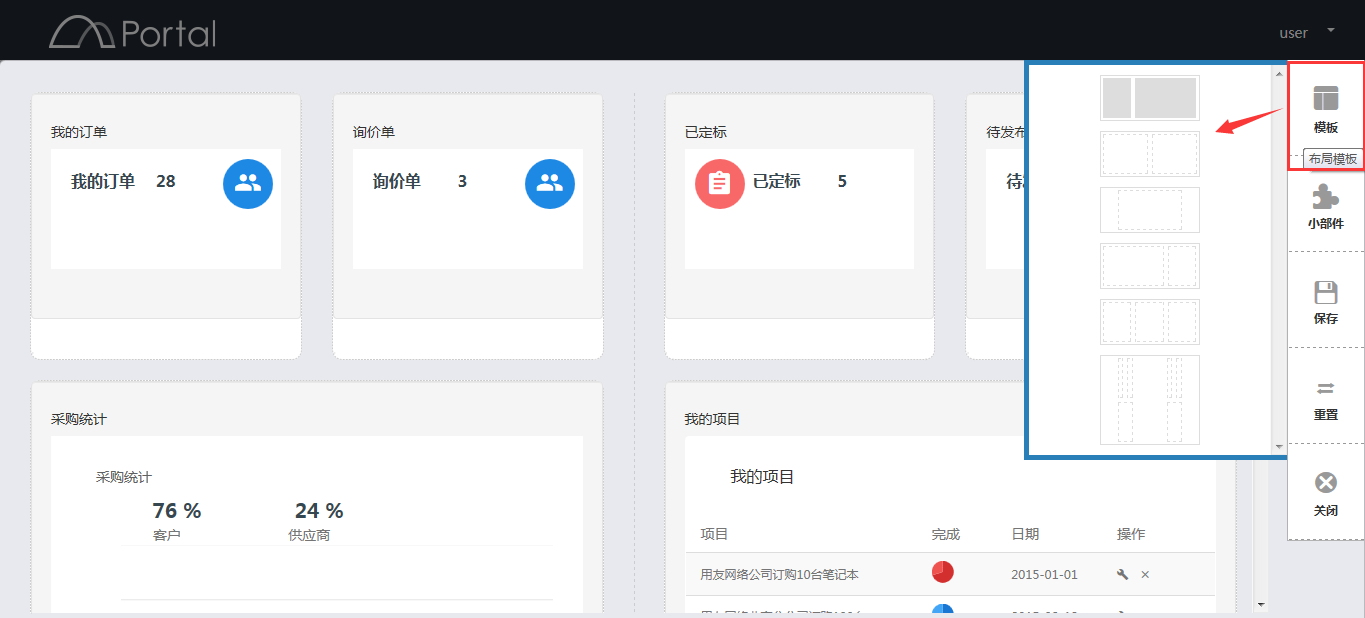 Portal
user
我的订单
询价单
已定标
待发布
模板
布局模板
我的订单 28
询价单 3
已定标 5
待
小部件
保存
重置
关闭
采购统计
我的项目
采购统计
我的项目
76 % 24 %
客户 供应商
项目 完成 日期 操作
用友网络公司订购10台笔记本 2015-01-01